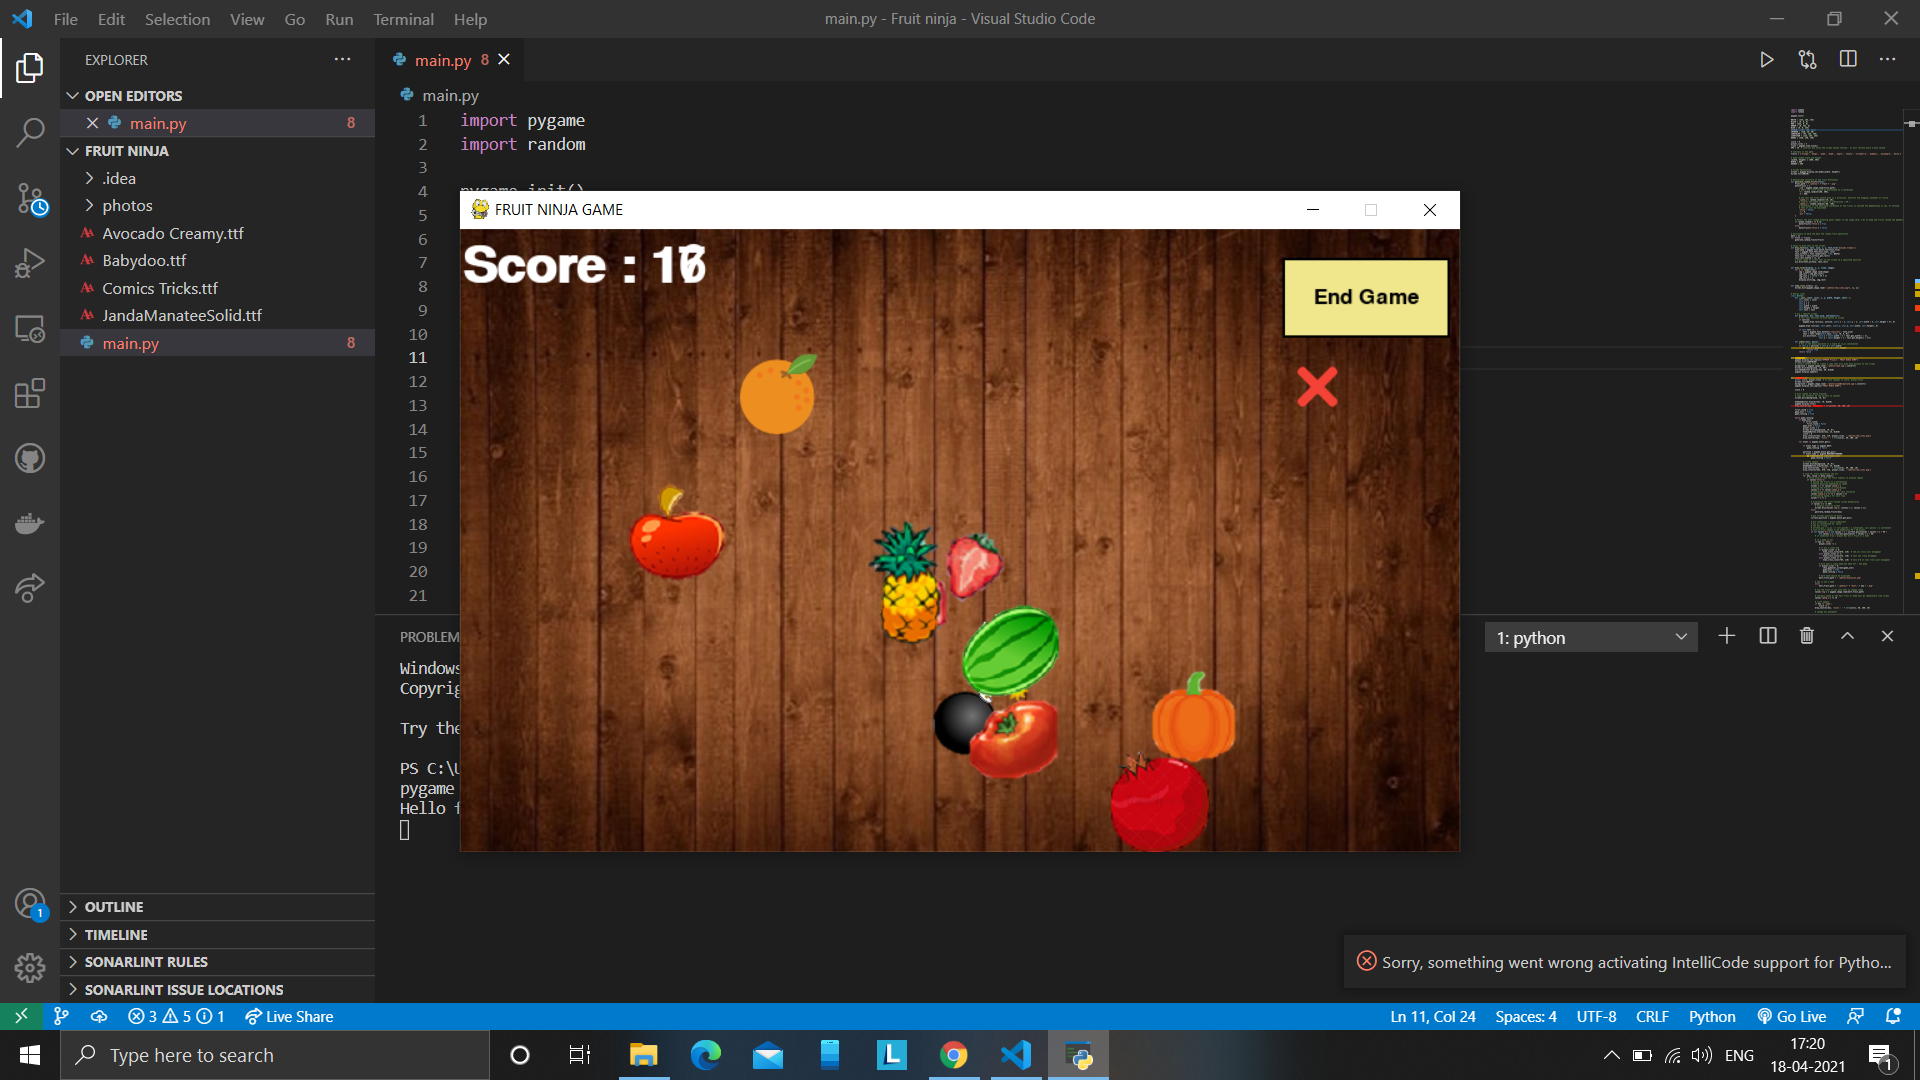 File Edit Selection View Go Run Terminal Help
main.py - Fruit ninja - Visual Studio Code
EXPLORER
OPEN EDITORS
main.py 8
FRUIT NINJA
.idea
photos
Avocado Creamy.ttf
Babydoo.ttf
Comics Tricks.ttf
JandaManateeSolid.ttf
main.py 8
OUTLINE
TIMELINE
SONARLINT RULES
SONARLINT ISSUE LOCATIONS
main.py 8
main.py
1 import pygame
2 import random
3
4 pygame.init()
5
6
7
8
9
10
11
12
13
14
15
16
17
18
19
20
21
FRUIT NINJA GAME
Score :
End Game
PROBLEM
Windows
Copyrig
Try the
PS C:\U
pygame
Hello f
1: python
Sorry, something went wrong activating IntelliCode support for Pytho...
3 5 1 Live Share
Ln 11, Col 24 Spaces: 4 UTF-8 CRLF Python Go Live
Type here to search
L
ENG
17:20
18-04-2021
1